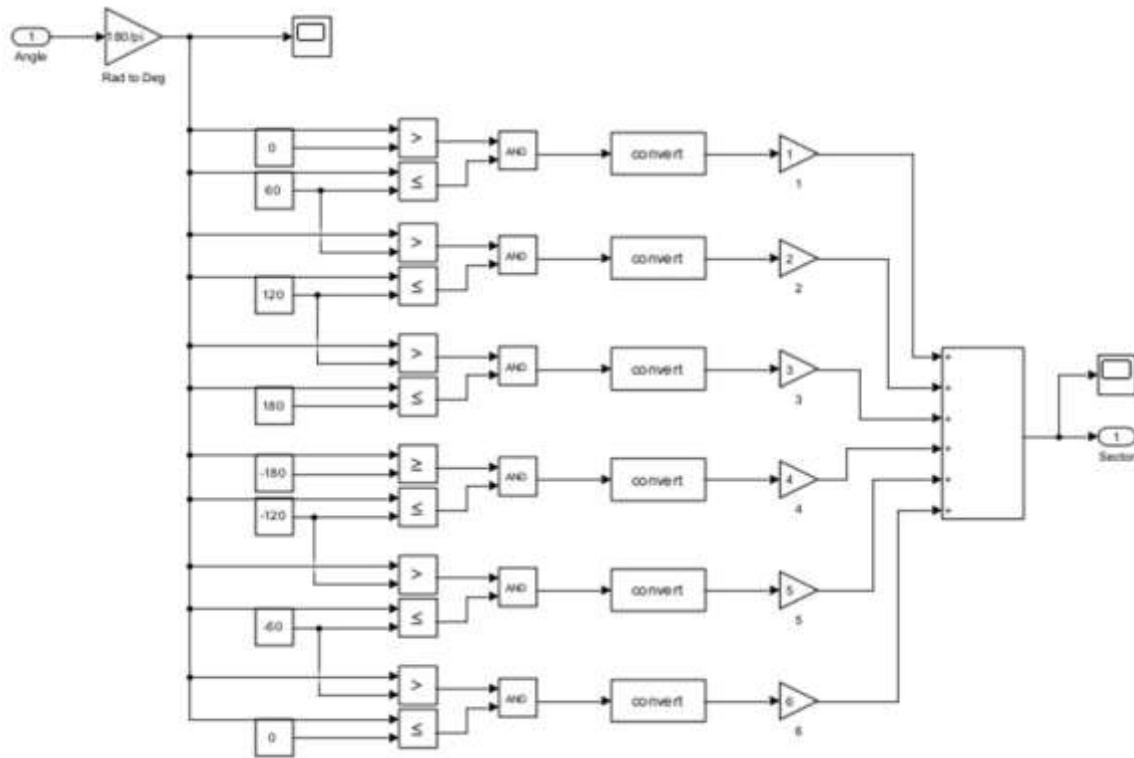 1
180/pi
Angle
Rad to Deg
>
0
AND
convert
1
≤
60
1
>
AND
convert
2
≤
120
2
>
AND
convert
3
≤
180
3
≥
-180
AND
convert
4
≤
-120
4
>
AND
convert
5
≤
-60
5
>
AND
convert
6
≤
0
6
+
+
+
+
+
+
1
Sector